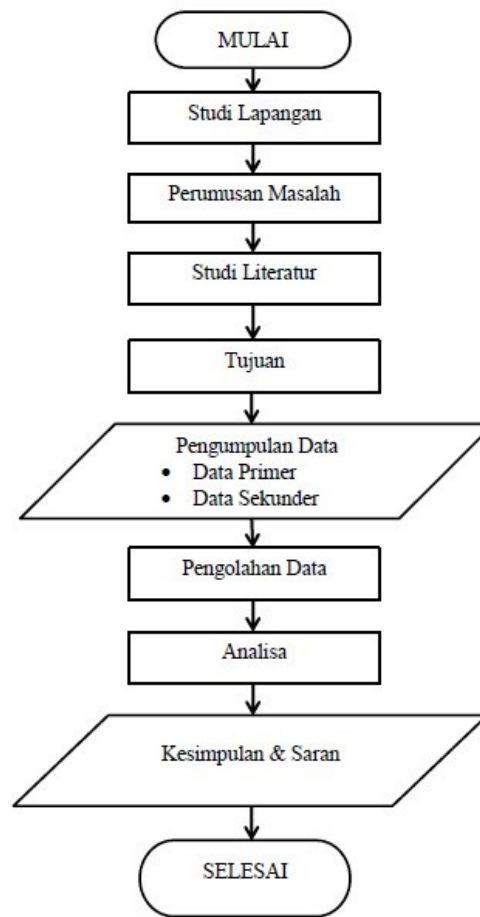 MULAI
Studi Lapangan
Perumusan Masalah
Studi Literatur
Tujuan
Pengumpulan Data
• Data Primer
• Data Sekunder
Pengolahan Data
Analisa
Kesimpulan & Saran
SELESAI